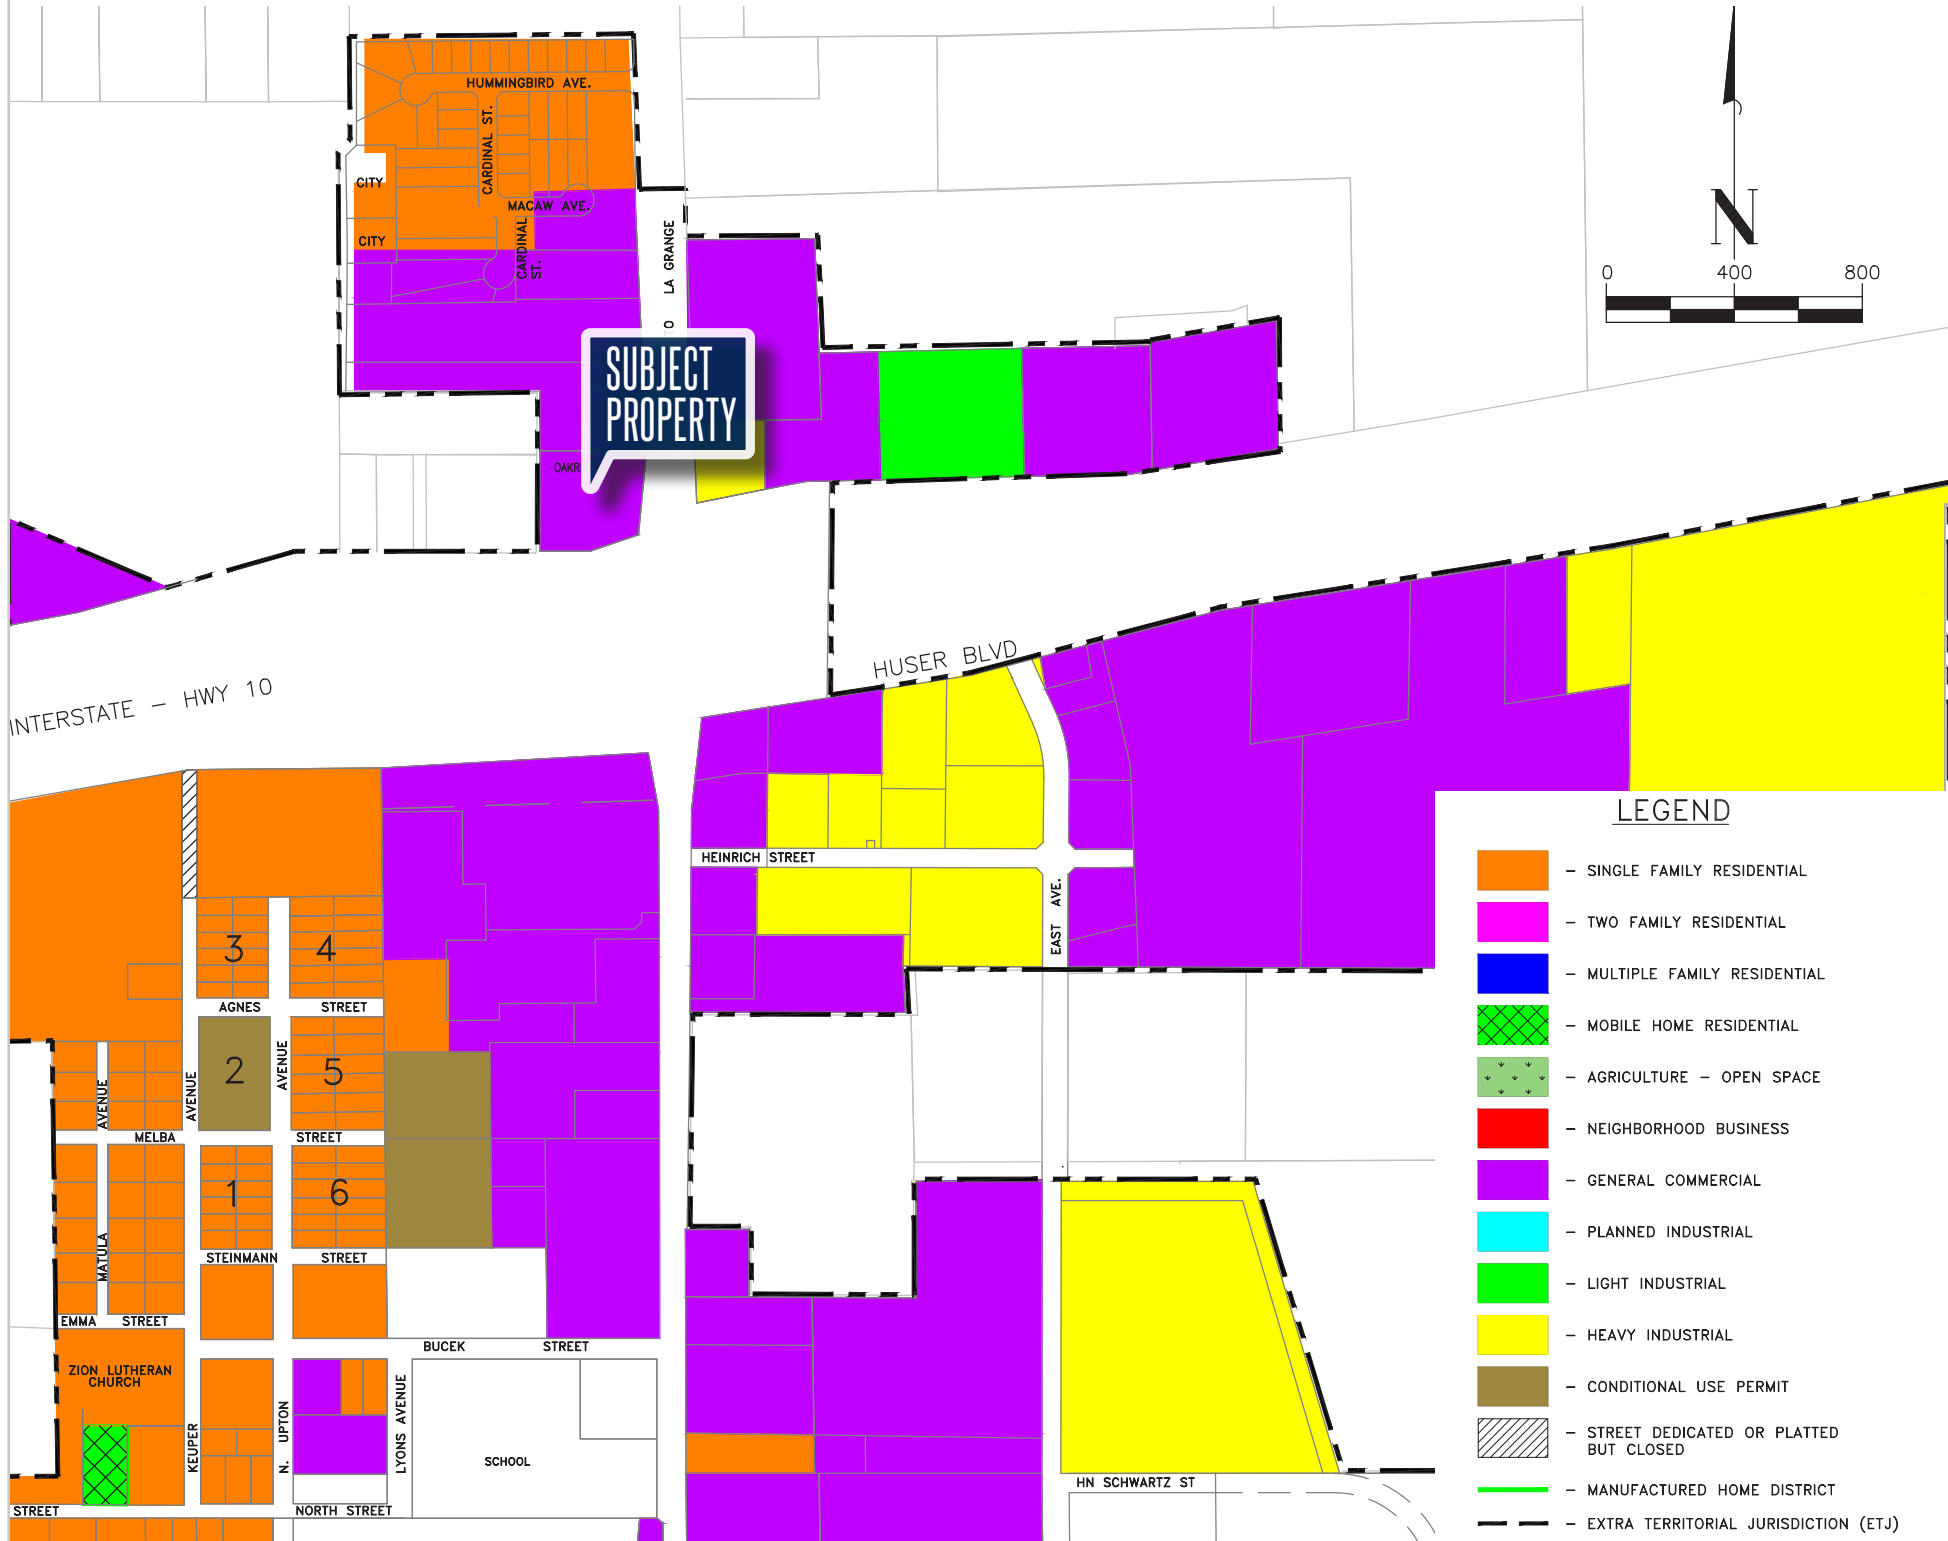 HUMMINGBIRD AVE.
CARDINAL ST.
CITY
MACAW AVE.
CITY
CARDINAL
ST.
TO LA GRANGE
N
0 400 800
SUBJECT
PROPERTY
HUSER BLVD
INTERSTATE – HWY 10
HEINRICH STREET
EAST AVE.
3
4
AGNES STREET
2
AVENUE
5
AVENUE
AVENUE
MELBA STREET
1
6
MATULA
STEINMANN STREET
EMMA STREET
BUCEK STREET
ZION LUTHERAN
CHURCH
KEUPER
N. UPTON
LYONS AVENUE
SCHOOL
HN SCHWARTZ ST
STREET
NORTH STREET
LEGEND
– SINGLE FAMILY RESIDENTIAL
– TWO FAMILY RESIDENTIAL
– MULTIPLE FAMILY RESIDENTIAL
– MOBILE HOME RESIDENTIAL
– AGRICULTURE – OPEN SPACE
– NEIGHBORHOOD BUSINESS
– GENERAL COMMERCIAL
– PLANNED INDUSTRIAL
– LIGHT INDUSTRIAL
– HEAVY INDUSTRIAL
– CONDITIONAL USE PERMIT
– STREET DEDICATED OR PLATTED
BUT CLOSED
– MANUFACTURED HOME DISTRICT
– EXTRA TERRITORIAL JURISDICTION (ETJ)